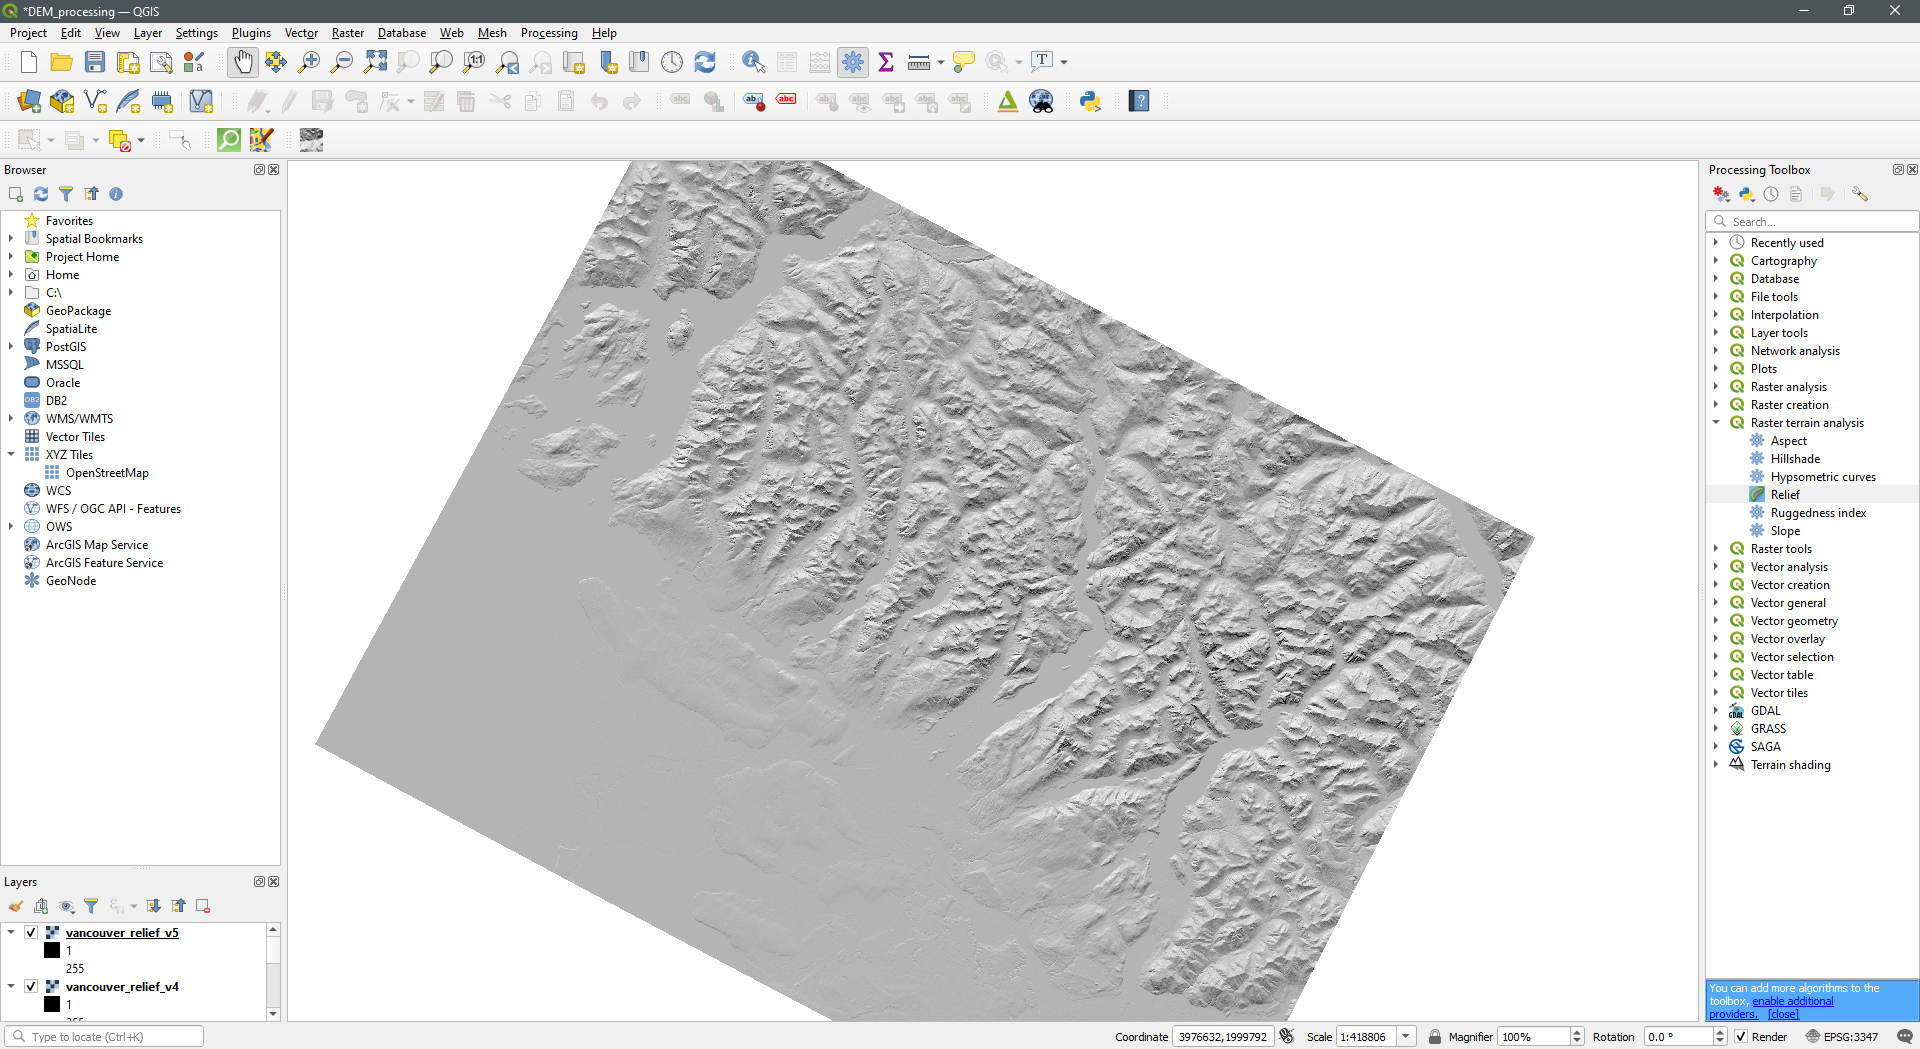 *DEM_processing — QGIS
Project Edit View Layer Settings Plugins Vector Raster Database Web Mesh Processing Help
Browser
Favorites
Spatial Bookmarks
Project Home
Home
C:\
GeoPackage
SpatiaLite
PostGIS
MSSQL
Oracle
DB2
WMS/WMTS
Vector Tiles
XYZ Tiles
OpenStreetMap
WCS
WFS / OGC API - Features
OWS
ArcGIS Map Service
ArcGIS Feature Service
GeoNode
Layers
vancouver_relief_v5
1
255
vancouver_relief_v4
1
255
Processing Toolbox
Search...
Recently used
Cartography
Database
File tools
Interpolation
Layer tools
Network analysis
Plots
Raster analysis
Raster creation
Raster terrain analysis
Aspect
Hillshade
Hypsometric curves
Relief
Ruggedness index
Slope
Raster tools
Vector analysis
Vector creation
Vector general
Vector geometry
Vector overlay
Vector selection
Vector table
Vector tiles
GDAL
GRASS
SAGA
Terrain shading
You can add more algorithms to the
toolbox, enable additional
providers. [close]
Type to locate (Ctrl+K)
Coordinate 3976632,1999792 Scale 1:418806 Magnifier 100% Rotation 0.0 ° Render EPSG:3347